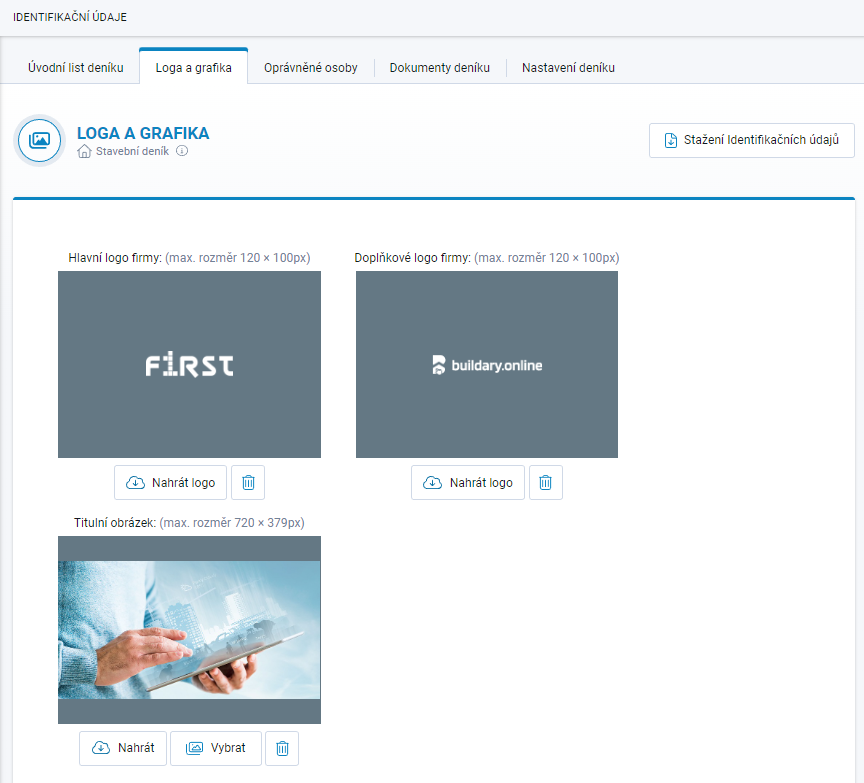 IDENTIFIKAČNÍ ÚDAJE
Úvodní list deníku Loga a grafika Oprávněné osoby Dokumenty deníku Nastavení deníku
LOGA A GRAFIKA
Stavební deník
Stažení Identifikačních údajů
Hlavní logo firmy: (max. rozměr 120 × 100px) Doplňkové logo firmy: (max. rozměr 120 × 100px)
FIRST buildary.online
Nahrát logo Nahrát logo
Titulní obrázek: (max. rozměr 720 × 379px)
Nahrát Vybrat